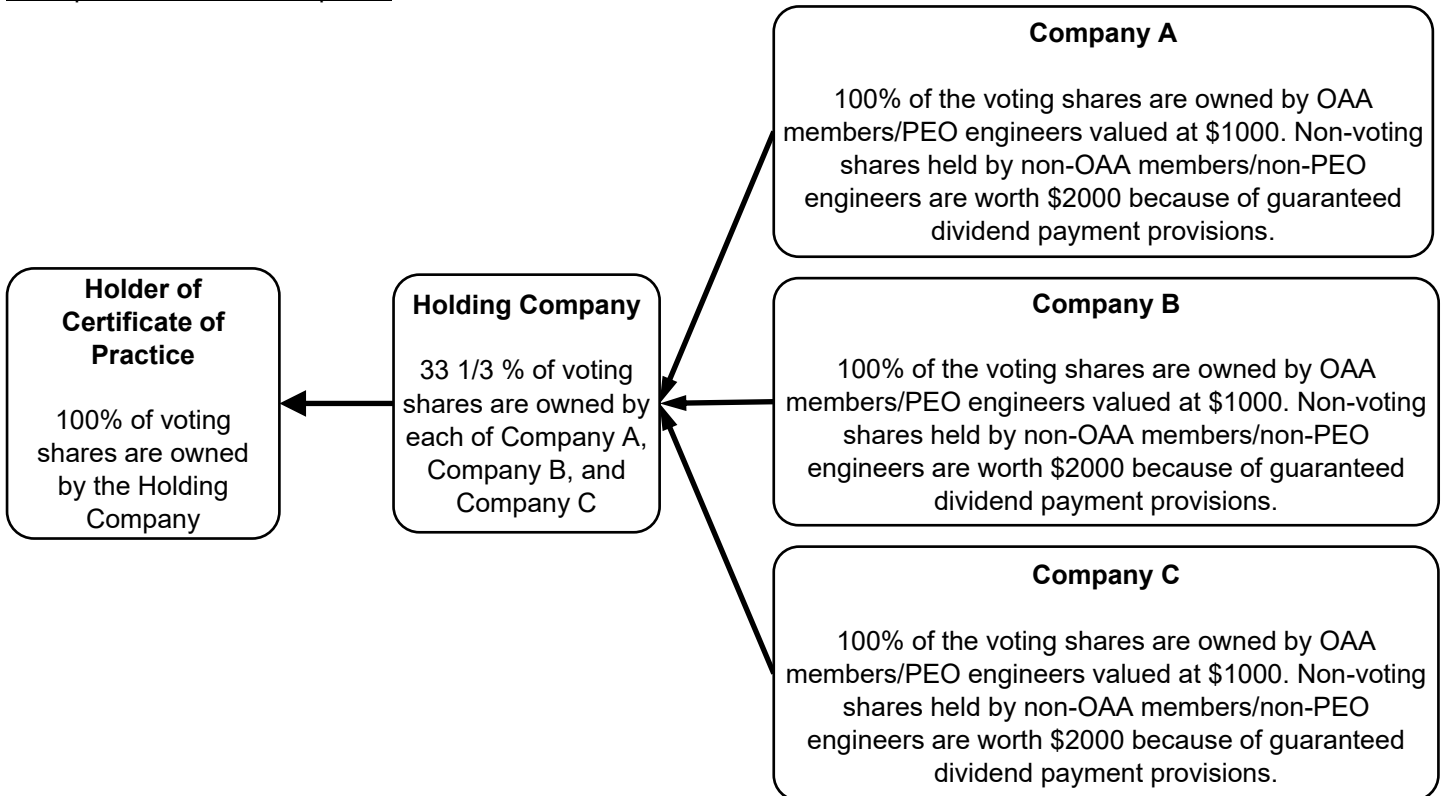 Holder of
Certificate of
Practice
100% of voting
shares are owned
by the Holding
Company
Holding Company
33 1/3 % of voting
shares are owned by
each of Company A,
Company B, and
Company C
Company A
100% of the voting shares are owned by OAA
members/PEO engineers valued at $1000. Non-voting
shares held by non-OAA members/non-PEO
engineers are worth $2000 because of guaranteed
dividend payment provisions.
Company B
100% of the voting shares are owned by OAA
members/PEO engineers valued at $1000. Non-voting
shares held by non-OAA members/non-PEO
engineers are worth $2000 because of guaranteed
dividend payment provisions.
Company C
100% of the voting shares are owned by OAA
members/PEO engineers valued at $1000. Non-voting
shares held by non-OAA members/non-PEO
engineers are worth $2000 because of guaranteed
dividend payment provisions.